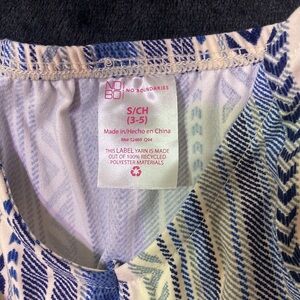 NO!
BO!
NO BOUNDARIES
S/CH
(3-5)
Made in/Hecho en China
THIS LABEL YARN IS MADE
OUT OF 100% RECYCLED
POLYESTER MATERIALS